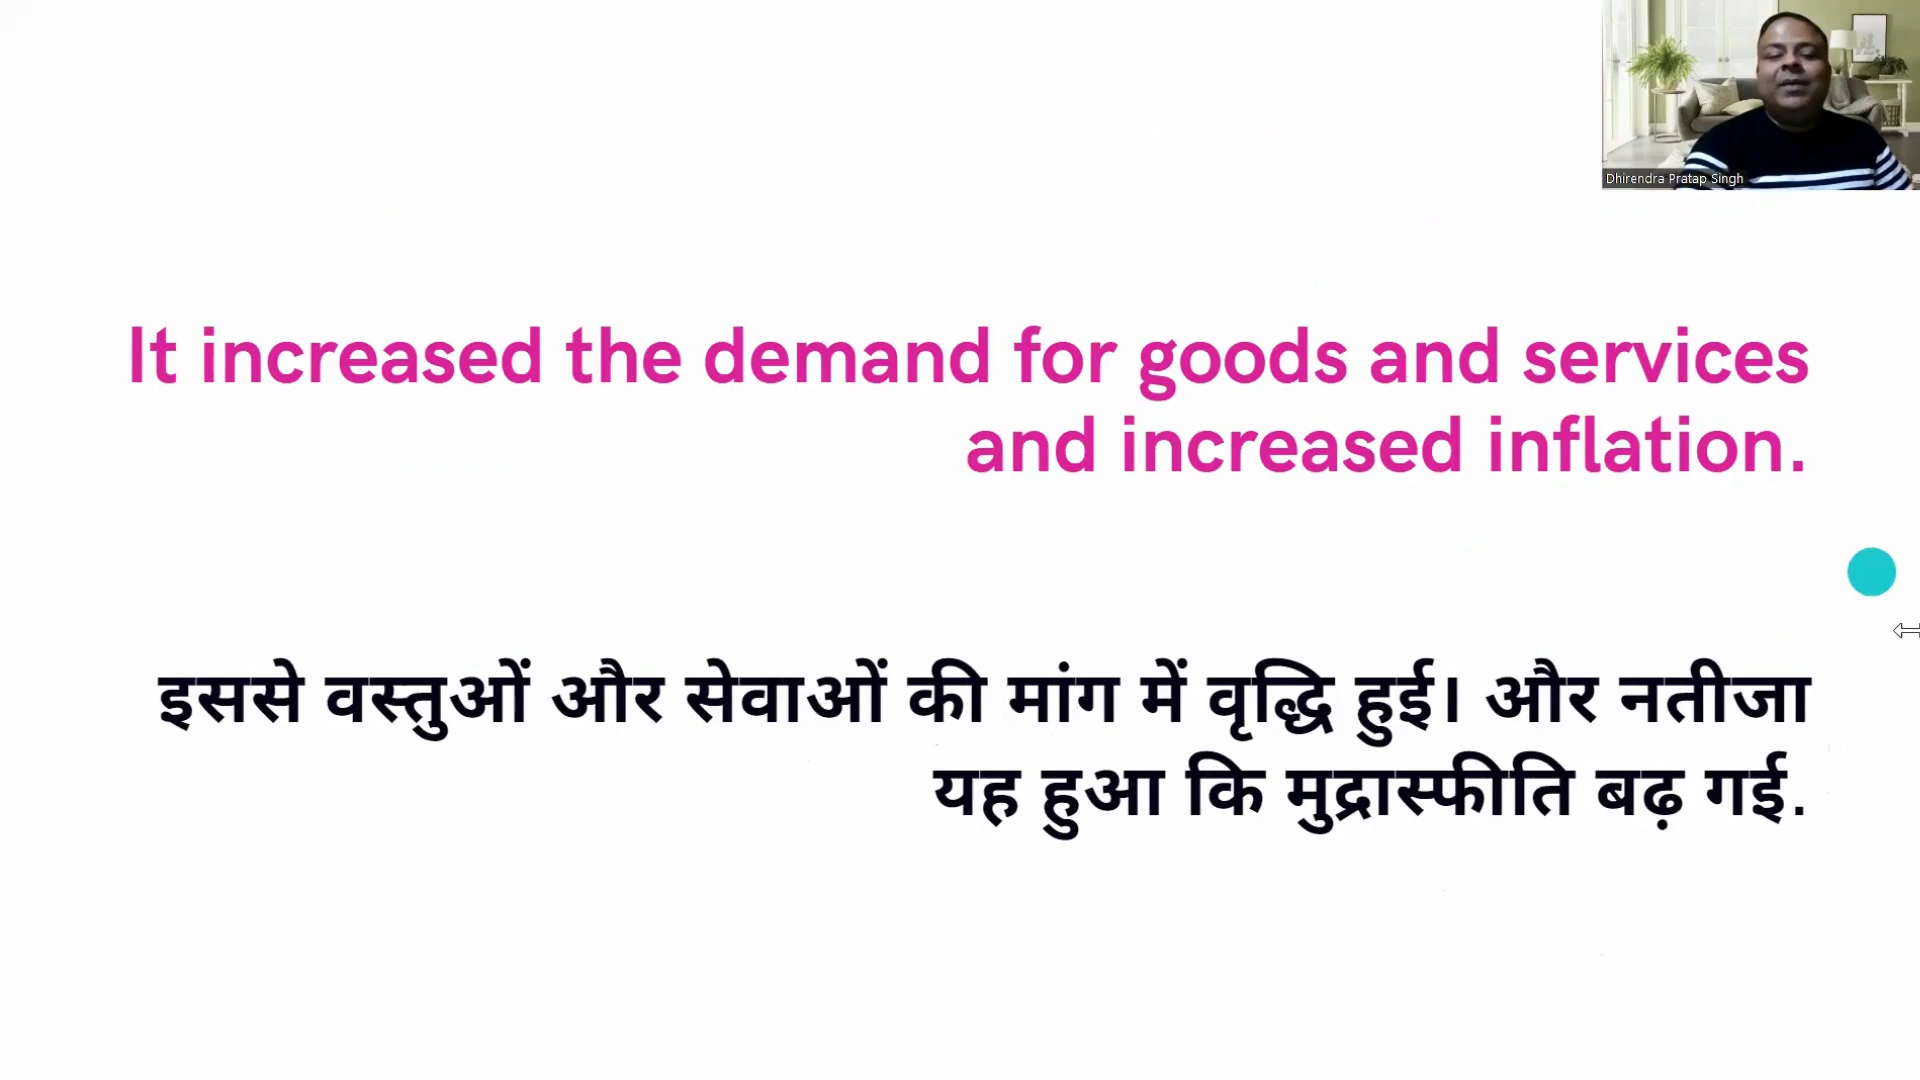 Dhirendra Pratap Singh
It increased the demand for goods and services
and increased inflation.
इससे वस्तुओं और सेवाओं की मांग में वृद्धि हुई। और नतीजा
यह हुआ कि मुद्रास्फीति बढ़ गई.